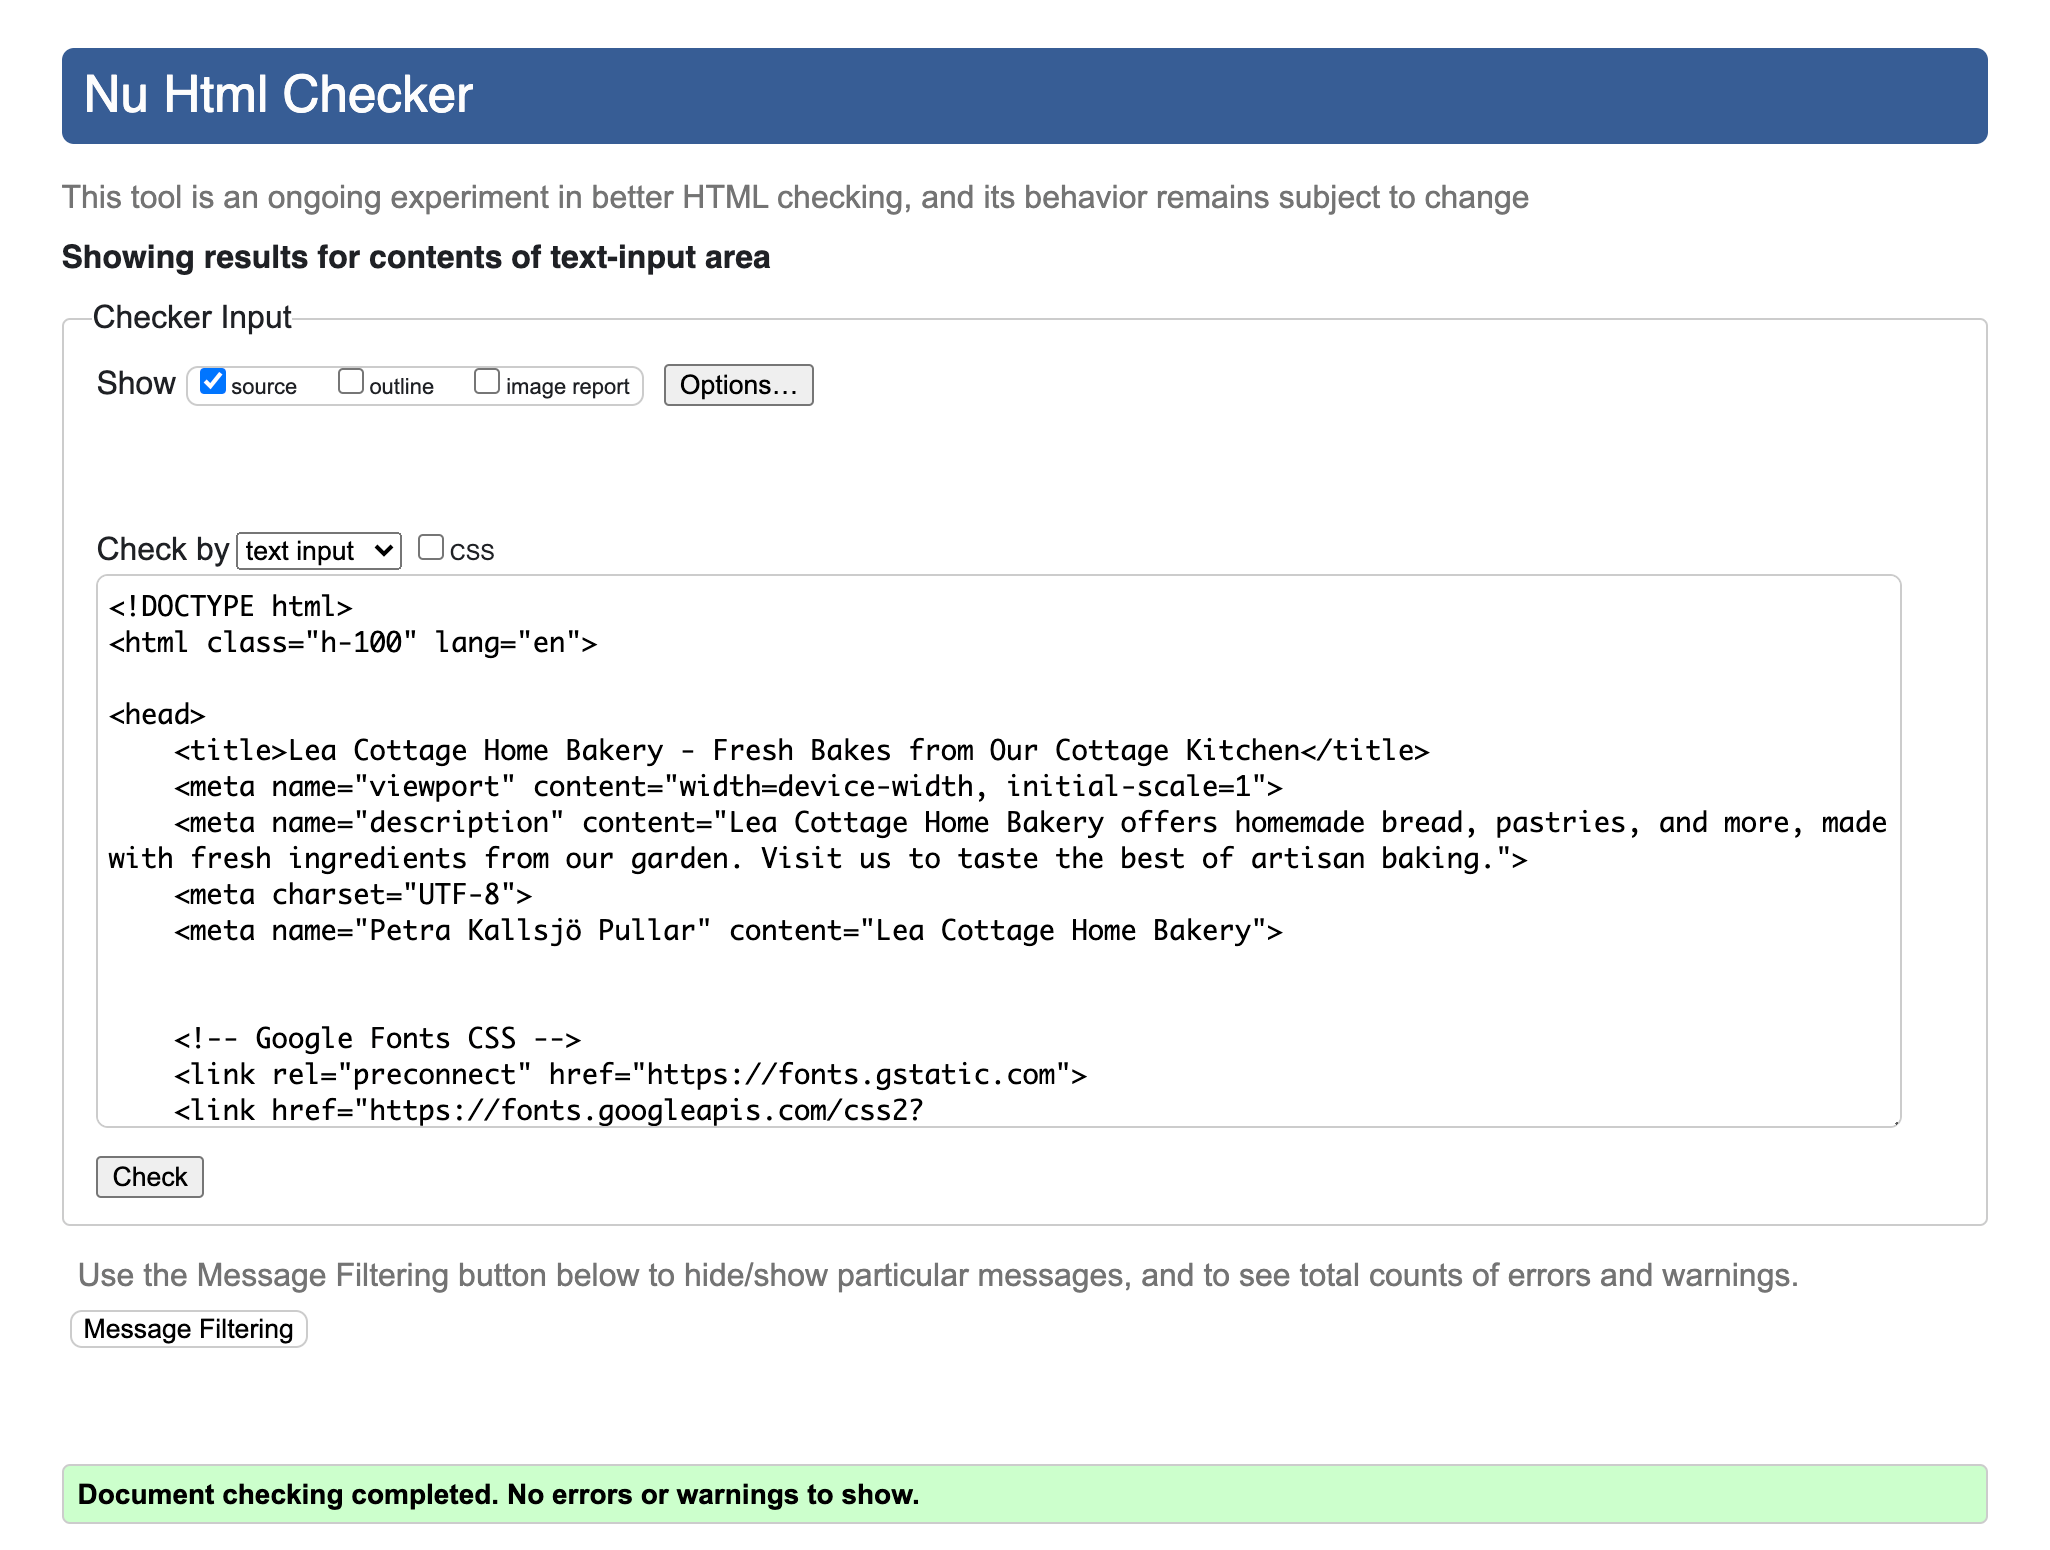 Nu Html Checker
This tool is an ongoing experiment in better HTML checking, and its behavior remains subject to change
Showing results for contents of text-input area
Checker Input
Show source outline image report Options...
Check by text input CSS
<!DOCTYPE html>
<html class="h-100" lang="en">
<head>
    <title>Lea Cottage Home Bakery - Fresh Bakes from Our Cottage Kitchen</title>
    <meta name="viewport" content="width=device-width, initial-scale=1">
    <meta name="description" content="Lea Cottage Home Bakery offers homemade bread, pastries, and more, made
with fresh ingredients from our garden. Visit us to taste the best of artisan baking.">
    <meta charset="UTF-8">
    <meta name="Petra Kallsjö Pullar" content="Lea Cottage Home Bakery">
    <!-- Google Fonts CSS -->
    <link rel="preconnect" href="https://fonts.gstatic.com">
    <link href="https://fonts.googleapis.com/css2?
Check
Use the Message Filtering button below to hide/show particular messages, and to see total counts of errors and warnings.
Message Filtering
Document checking completed. No errors or warnings to show.